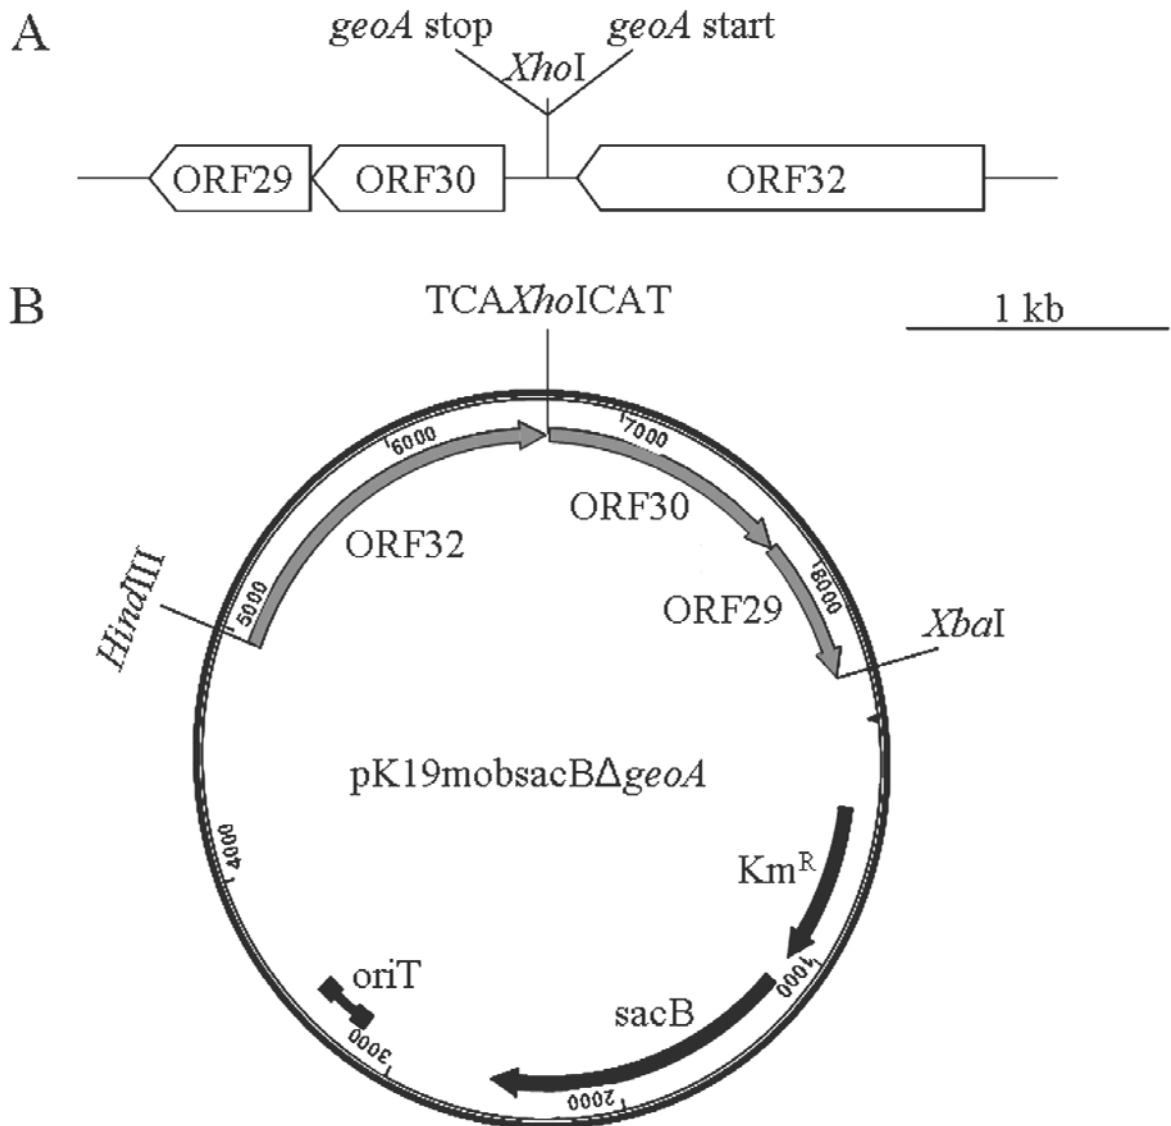 A
geoA stop
geoA start
XhoI
ORF29
ORF30
ORF32
B
TCAXhoICAT
1 kb
6000
7000
ORF30
ORF32
HindIII
5000
8000
ORF29
XbaI
pK19mobsacBΔgeoA
4000
KmR
oriT
1000
sacB
3000
2000